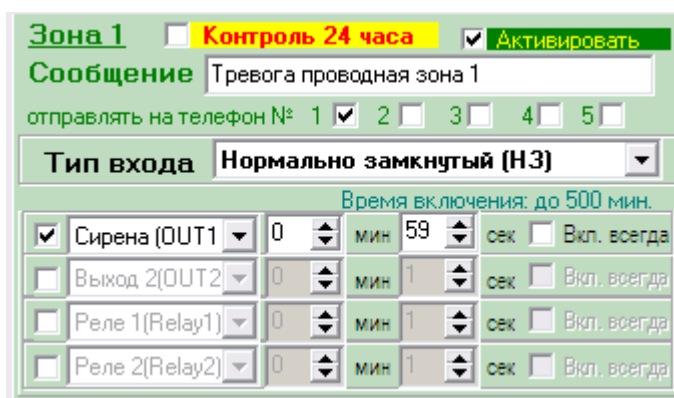 Зона 1 Контроль 24 часа Активировать
Сообщение Тревога проводная зона 1
отправлять на телефон № 1 2 3 4 5
Тип входа Нормально замкнутый (НЗ)
Время включения: до 500 мин.
Сирена (OUT1 0 мин 59 сек Вкл. всегда
Выход 2(OUT2 0 мин 1 сек Вкл. всегда
Реле 1(Relay1) 0 мин 1 сек Вкл. всегда
Реле 2(Relay2) 0 мин 1 сек Вкл. всегда